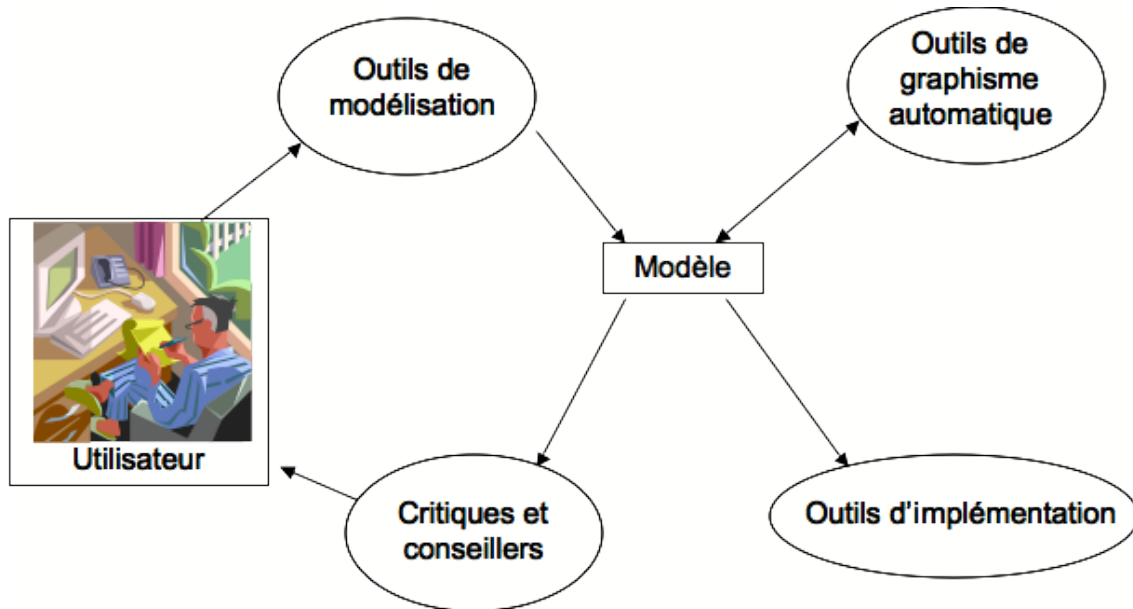 Outils de
modélisation
Outils de
graphisme
automatique
Modèle
Utilisateur
Critiques et
conseillers
Outils d'implémentation